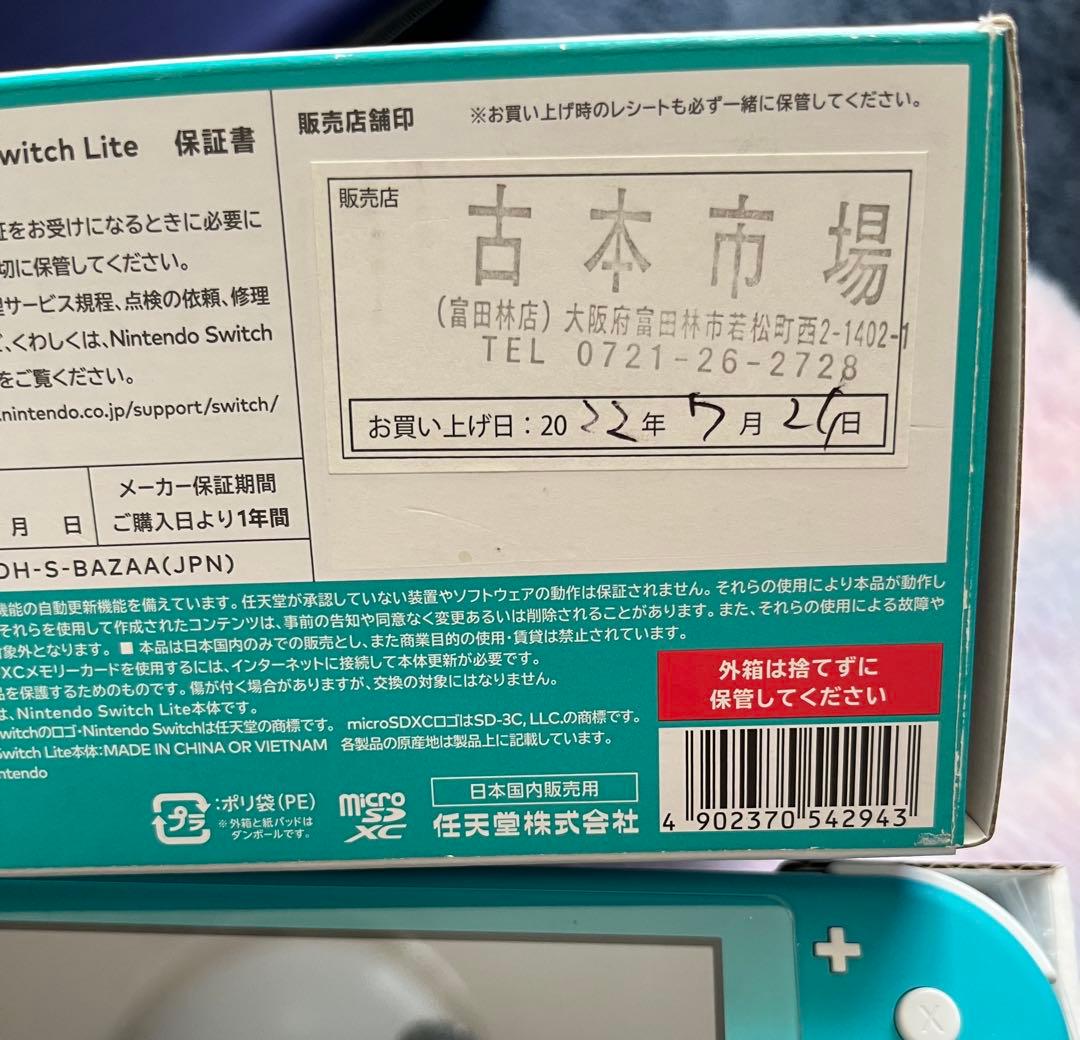 witch Lite 保証書
証をお受けになるときに必要に
切に保管してください。
理サービス規程、点検の依頼、修理
、くわしくは、Nintendo Switch
をご覧ください。
.nintendo.co.jp/support/switch/
月 日
メーカー保証期間
ご購入日より1年間
DH-S-BAZAA(JPN)
販売店舗印
※お買い上げ時のレシートも必ず一緒に保管してください。
販売店
古本市場
(富田林店) 大阪府富田林市若松町西2-1402-1
TEL 0721-26-2728
お買い上げ日:2022年7月26日
機能の自動更新機能を備えています。任天堂が承認していない装置やソフトウェアの動作は保証されません。それらの使用により本品が動作し
それらを使用して作成されたコンテンツは、事前の告知や同意なく変更あるいは削除されることがあります。また、それらの使用による故障や
対象外となります。 ■ 本品は日本国内のみでの販売とし、また商業目的の使用・賃貸は禁止されています。
XCメモリーカードを使用するには、インターネットに接続して本体更新が必要です。
品を保護するためのものです。傷が付く場合がありますが、交換の対象にはなりません。
は、Nintendo Switch Lite本体です。
witchのロゴ・Nintendo Switchは任天堂の商標です。 microSDXCロゴはSD-3C, LLC.の商標です。
Switch Lite本体:MADE IN CHINA OR VIETNAM 各製品の原産地は製品上に記載しています。
ntendo
外箱は捨てずに
保管してください
プラ
:ポリ袋(PE)
※外箱と紙パッドは
ダンボールです。
micro
SD
XC
日本国内販売用
任天堂株式会社
4 902370 542943
X